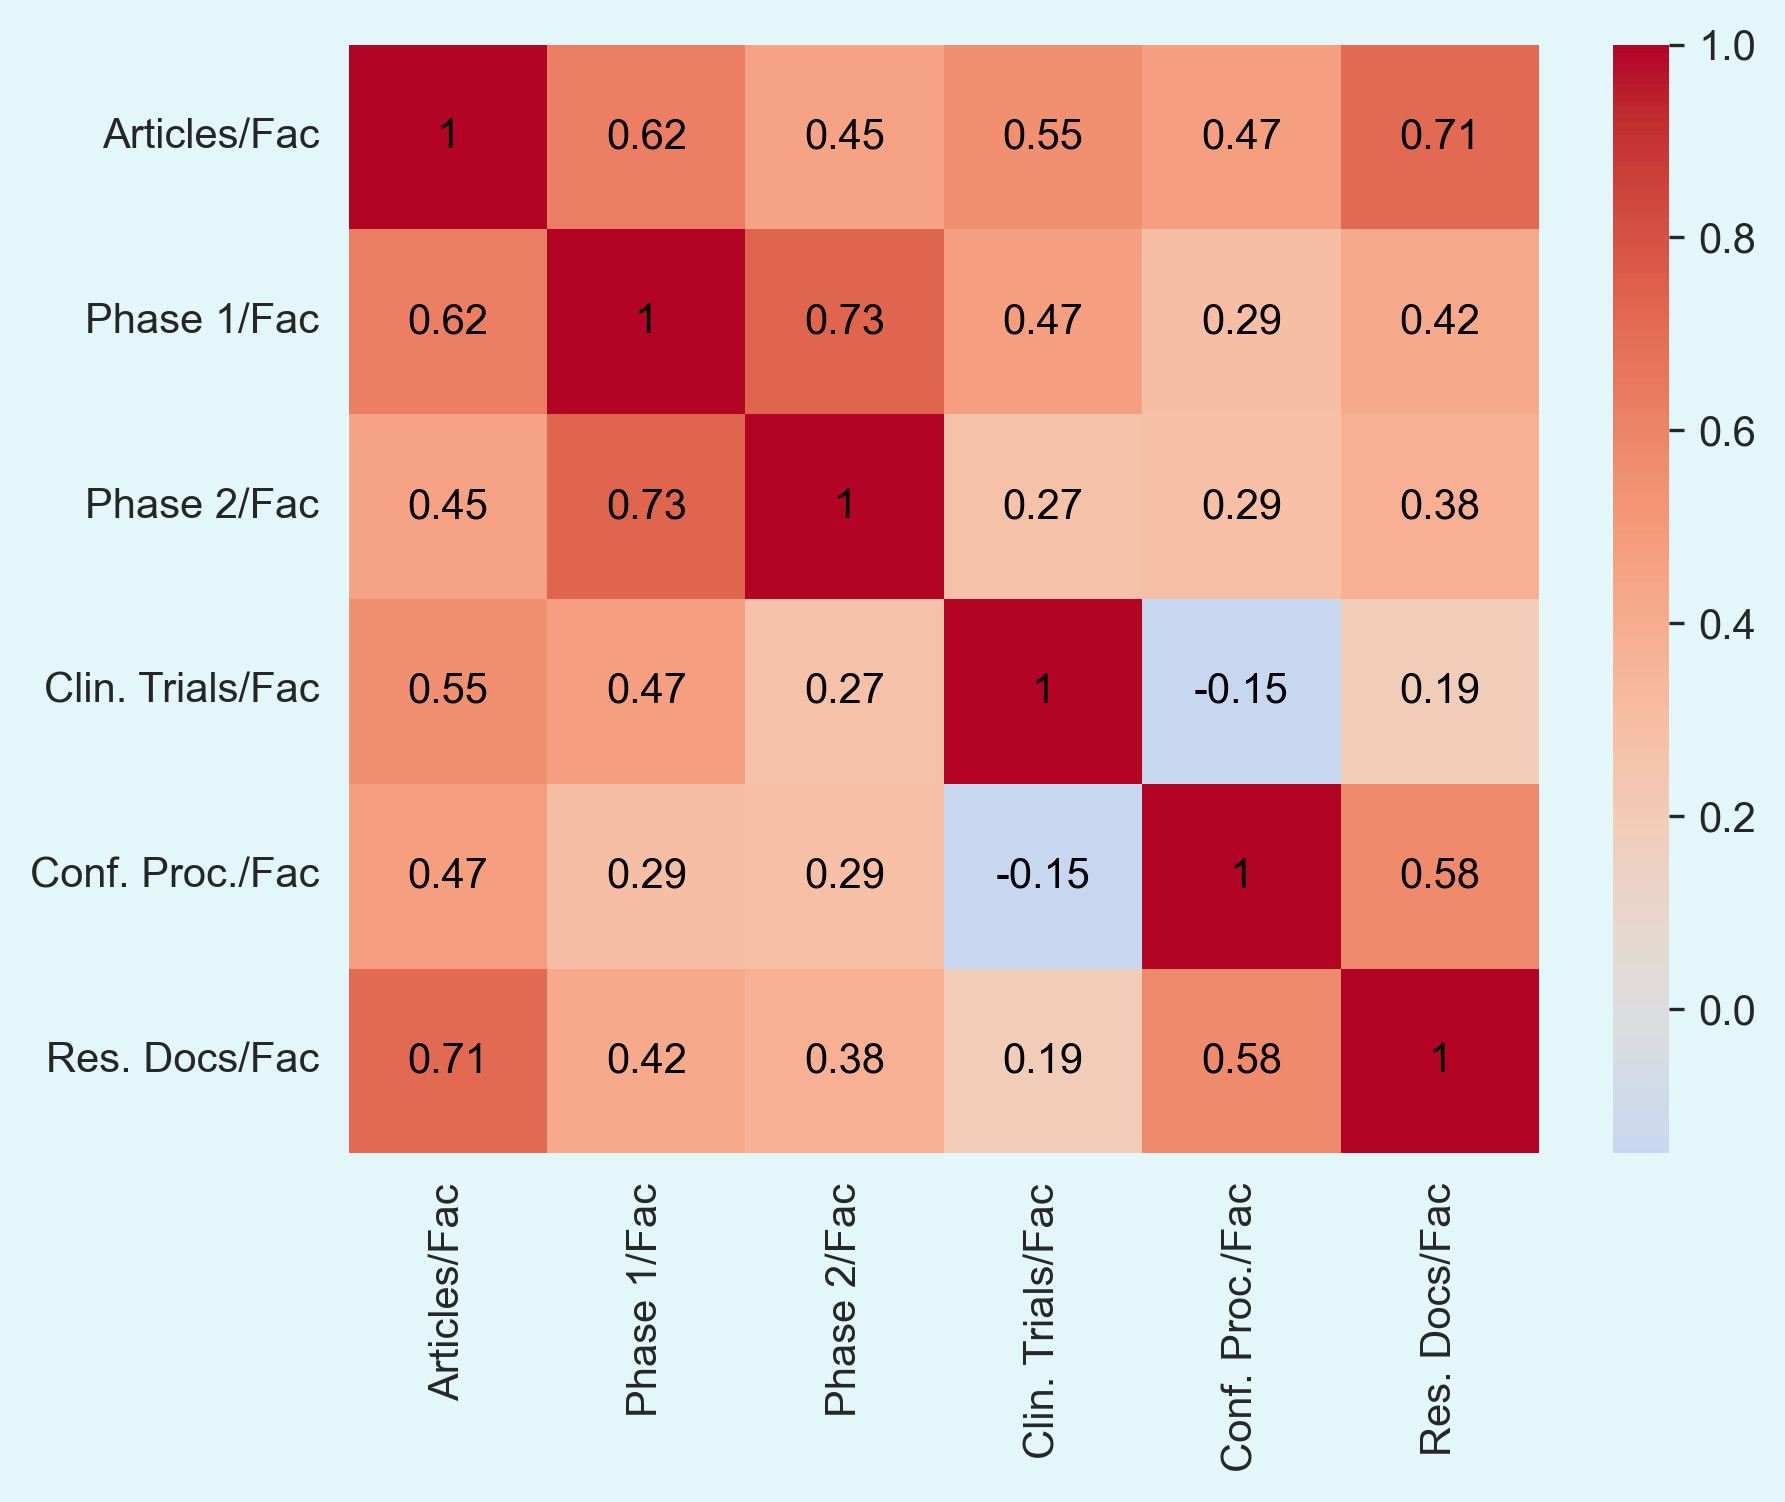 Articles/Fac 1 0.62 0.45 0.55 0.47 0.71
Phase 1/Fac 0.62 1 0.73 0.47 0.29 0.42
Phase 2/Fac 0.45 0.73 1 0.27 0.29 0.38
Clin. Trials/Fac 0.55 0.47 0.27 1 -0.15 0.19
Conf. Proc./Fac 0.47 0.29 0.29 -0.15 1 0.58
Res. Docs/Fac 0.71 0.42 0.38 0.19 0.58 1
Articles/Fac
Phase 1/Fac
Phase 2/Fac
Clin. Trials/Fac
Conf. Proc./Fac
Res. Docs/Fac
1.0
0.8
0.6
0.4
0.2
0.0